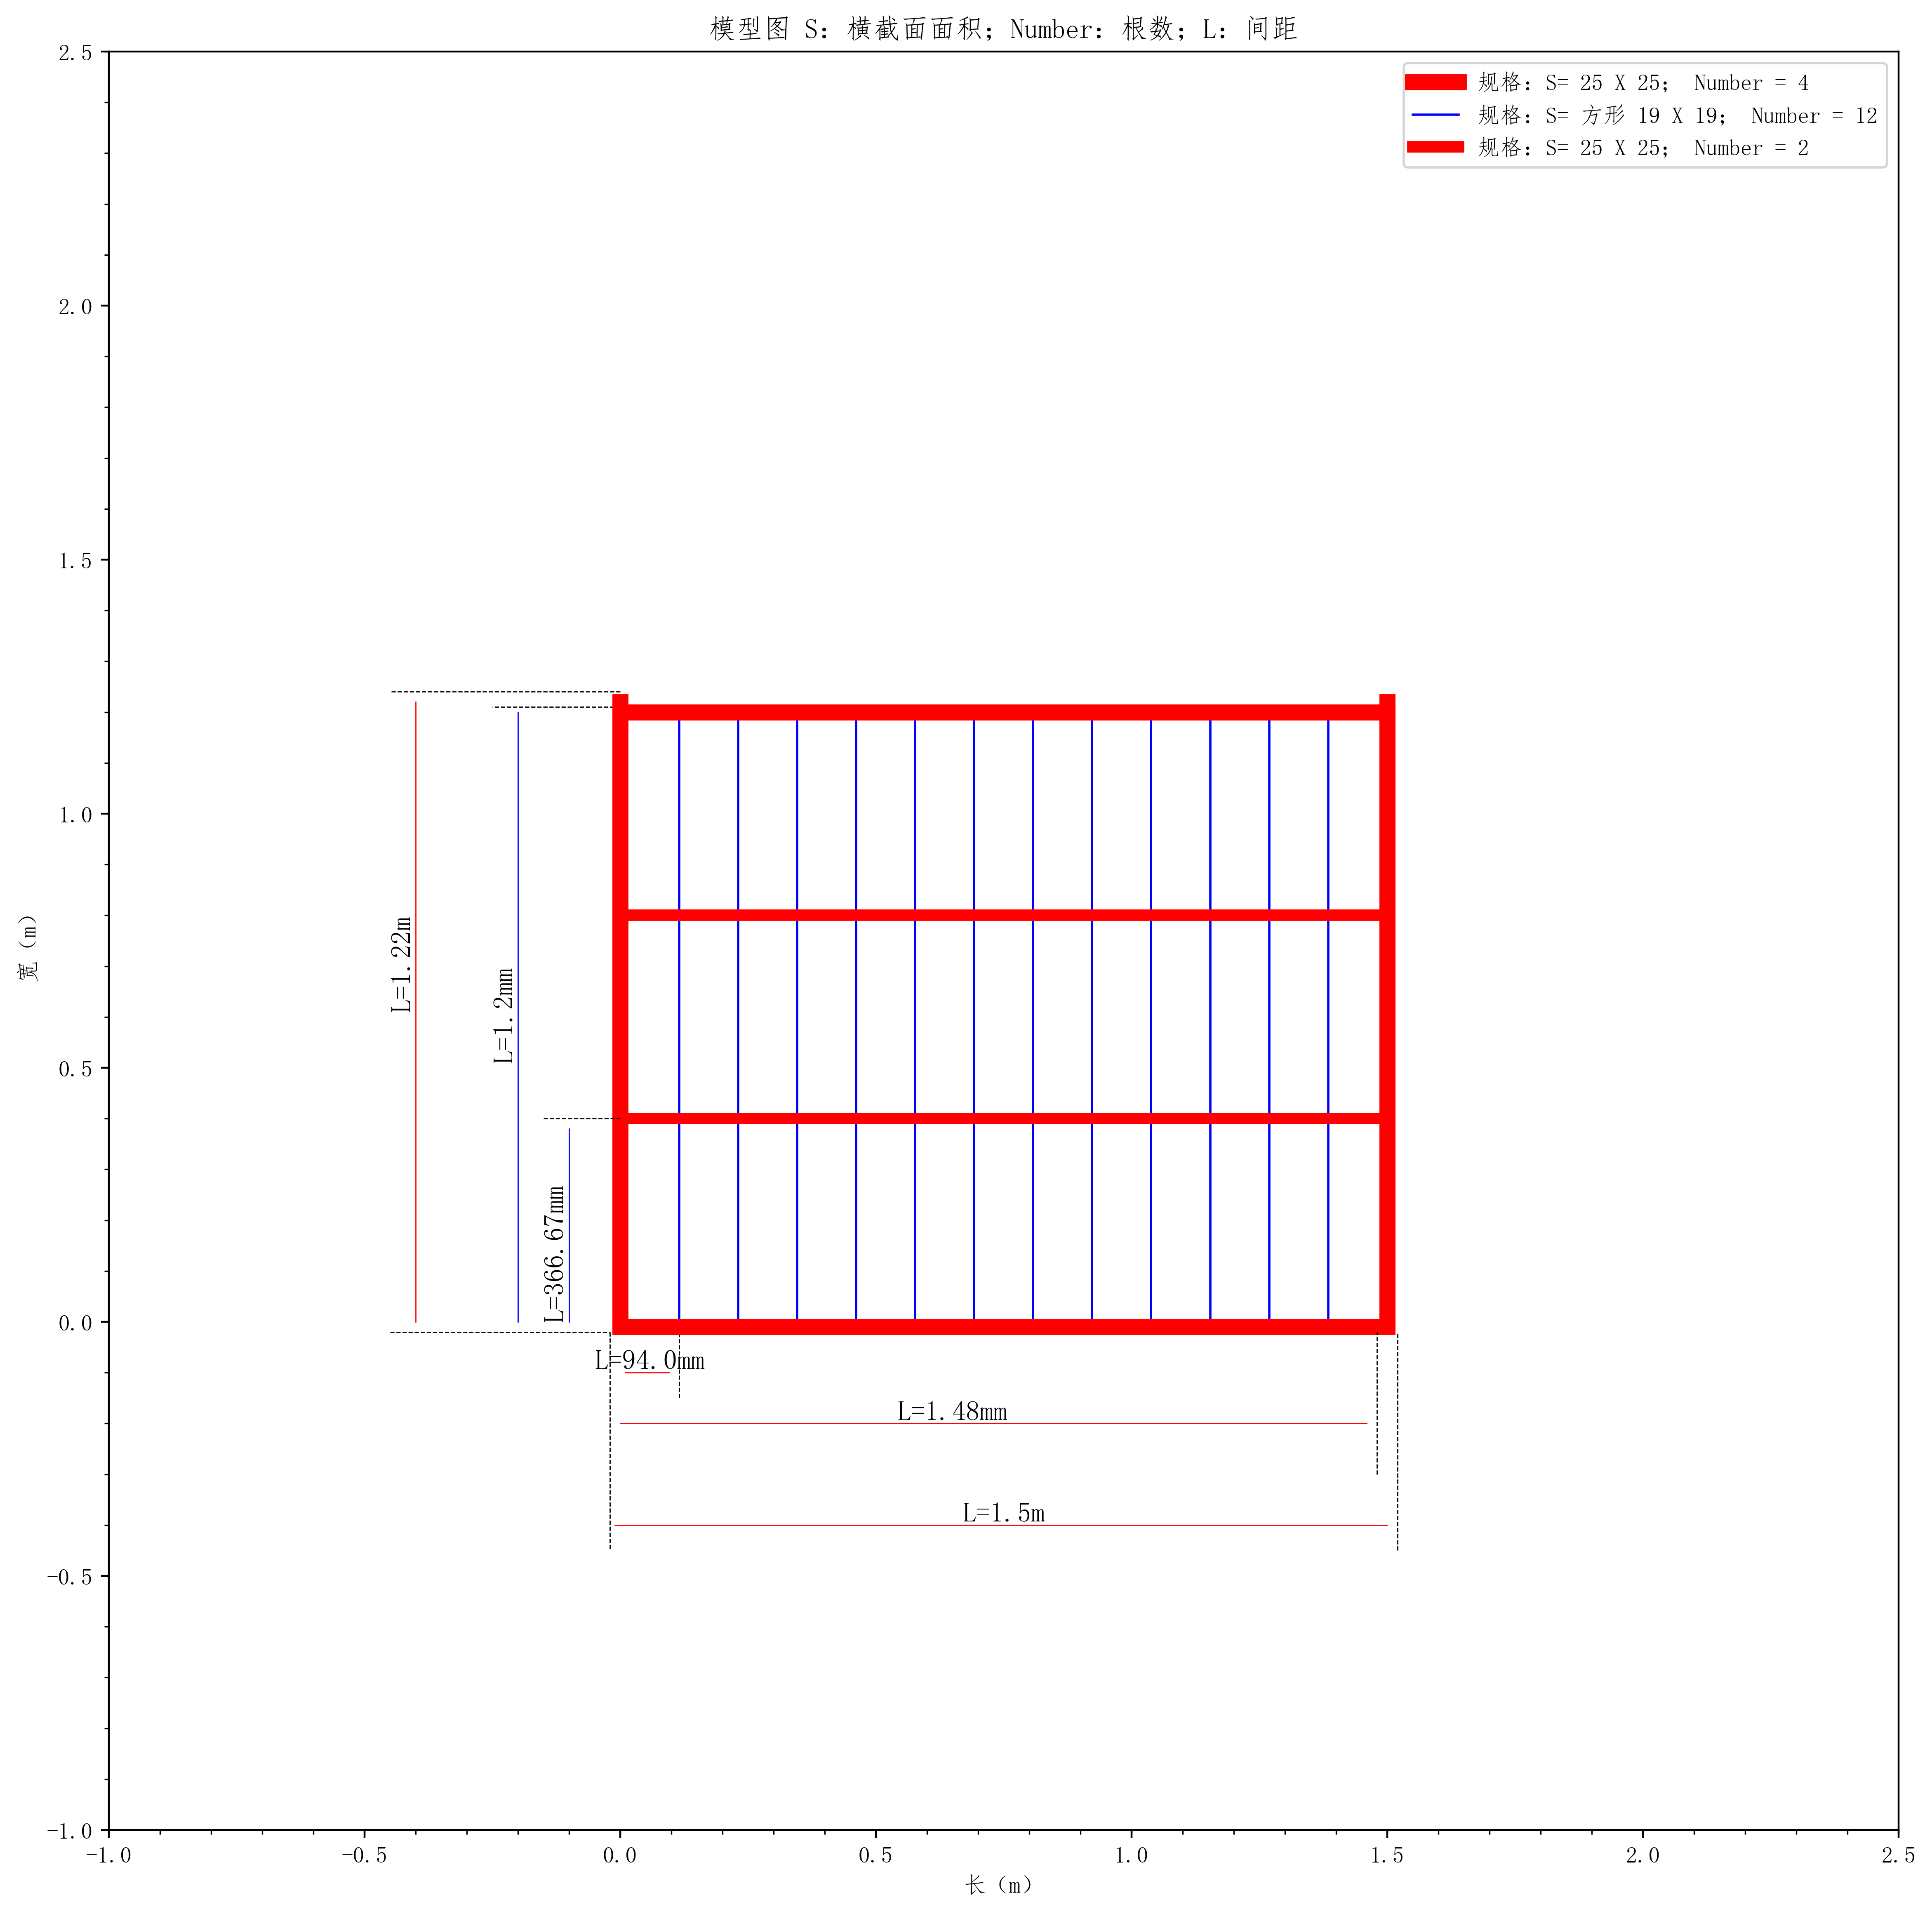 模型图 S: 横截面面积; Number: 根数; L: 间距
规格: S= 25 X 25; Number = 4
规格: S= 方形 19 X 19; Number = 12
规格: S= 25 X 25; Number = 2
2.5
2.0
1.5
1.0
0.5
0.0
-0.5
-1.0
宽 (m)
L=1.22m
L=1.2mm
L=366.67mm
L=94.0mm
L=1.48mm
L=1.5m
-1.0
-0.5
0.0
0.5
1.0
1.5
2.0
2.5
长 (m)